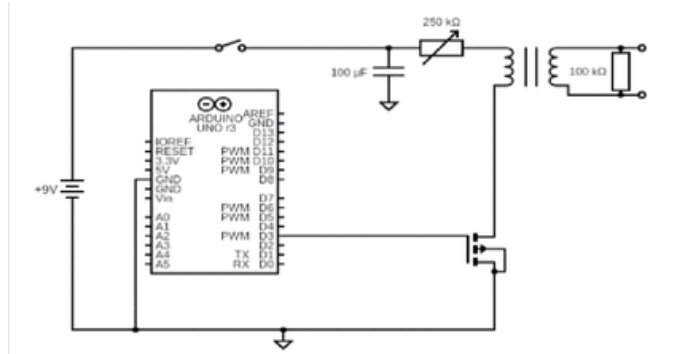 250 kΩ
100 µF
100 kΩ
+9V
ARDUINO
UNO r3
AREF
GND
D13
D12
PWM D11
PWM D10
PWM D9
D8
D7
PWM D6
PWM D5
D4
PWM D3
D2
TX D1
RX D0
IOREF
RESET
3.3V
5V
GND
GND
Vin
A0
A1
A2
A3
A4
A5